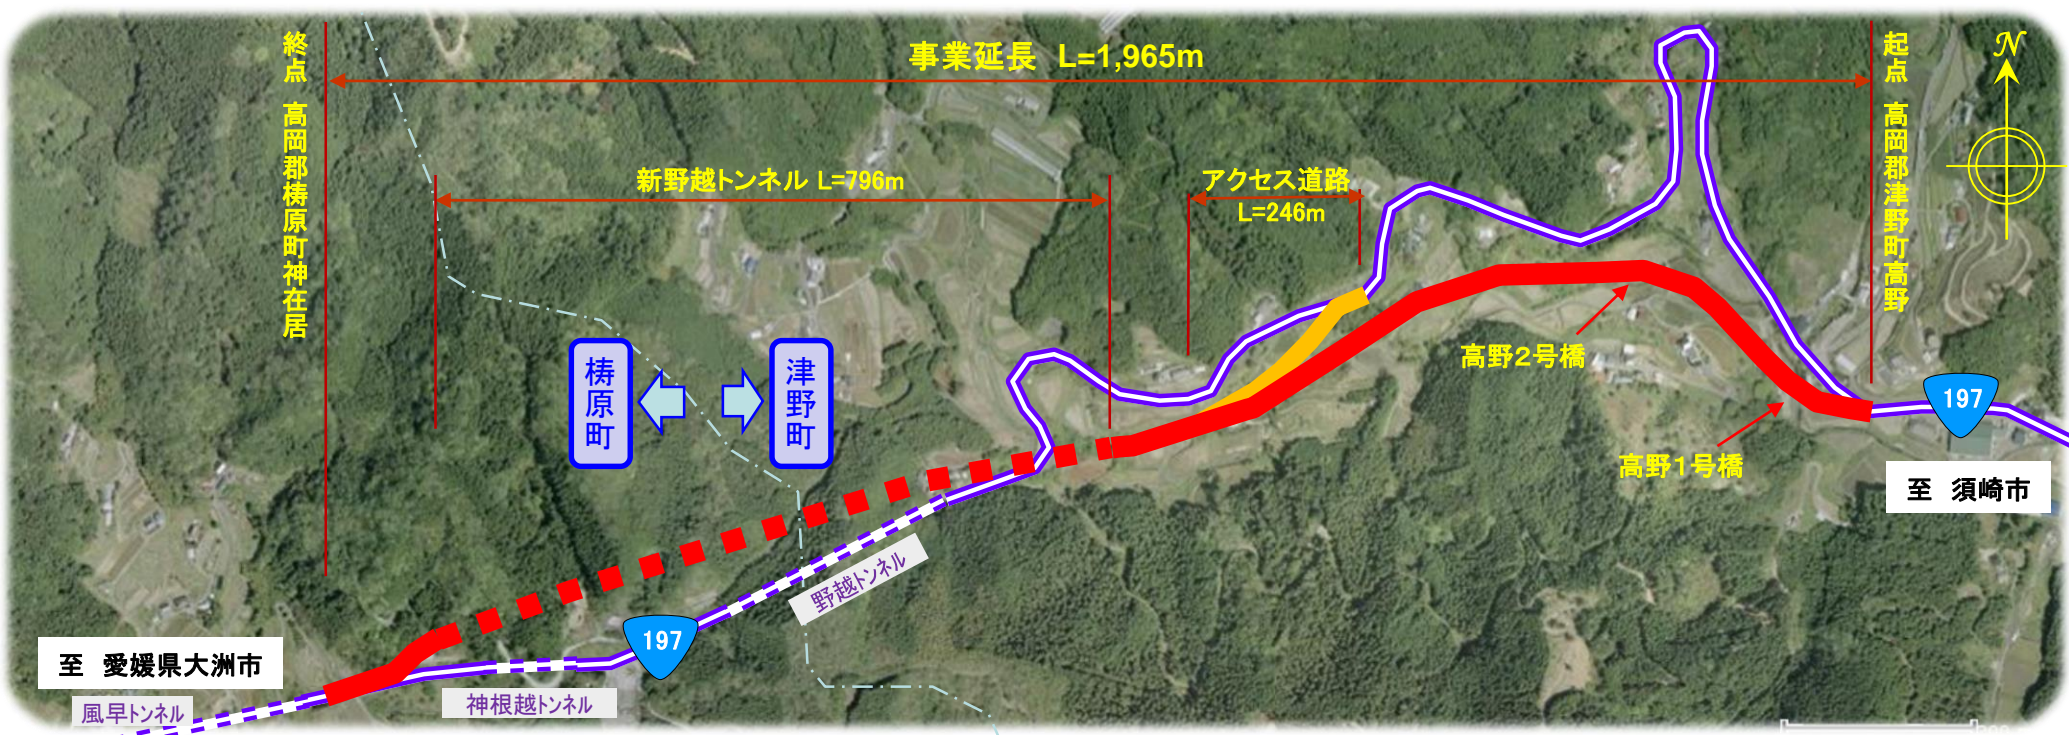 事業延長 L=1,965m
終点 高岡郡梼原町神在居
起点 高岡郡津野町高野
N
新野越トンネル L=796m
アクセス道路
L=246m
高野2号橋
梼原町
津野町
197
高野1号橋
至 須崎市
野越トンネル
197
至 愛媛県大洲市
神根越トンネル
風早トンネル